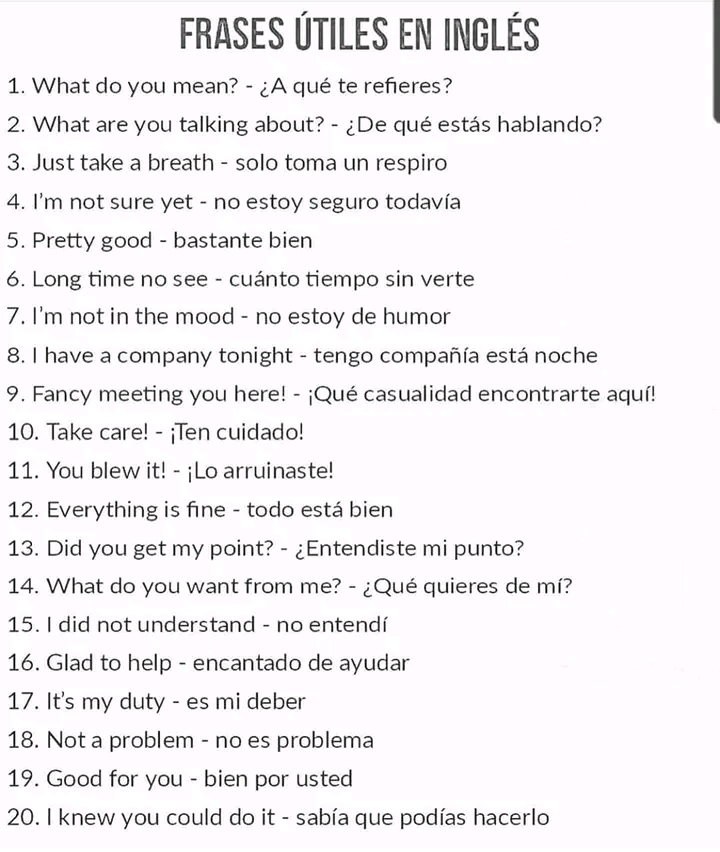 FRASES ÚTILES EN INGLÉS
1. What do you mean? - ¿A qué te refieres?
2. What are you talking about? - ¿De qué estás hablando?
3. Just take a breath - solo toma un respiro
4. I'm not sure yet - no estoy seguro todavía
5. Pretty good - bastante bien
6. Long time no see - cuánto tiempo sin verte
7. I'm not in the mood - no estoy de humor
8. I have a company tonight - tengo compañía está noche
9. Fancy meeting you here! - ¡Qué casualidad encontrarte aquí!
10. Take care! - ¡Ten cuidado!
11. You blew it! - ¡Lo arruinaste!
12. Everything is fine - todo está bien
13. Did you get my point? - ¿Entendiste mi punto?
14. What do you want from me? - ¿Qué quieres de mí?
15. I did not understand - no entendí
16. Glad to help - encantado de ayudar
17. It's my duty - es mi deber
18. Not a problem - no es problema
19. Good for you - bien por usted
20. I knew you could do it - sabía que podías hacerlo